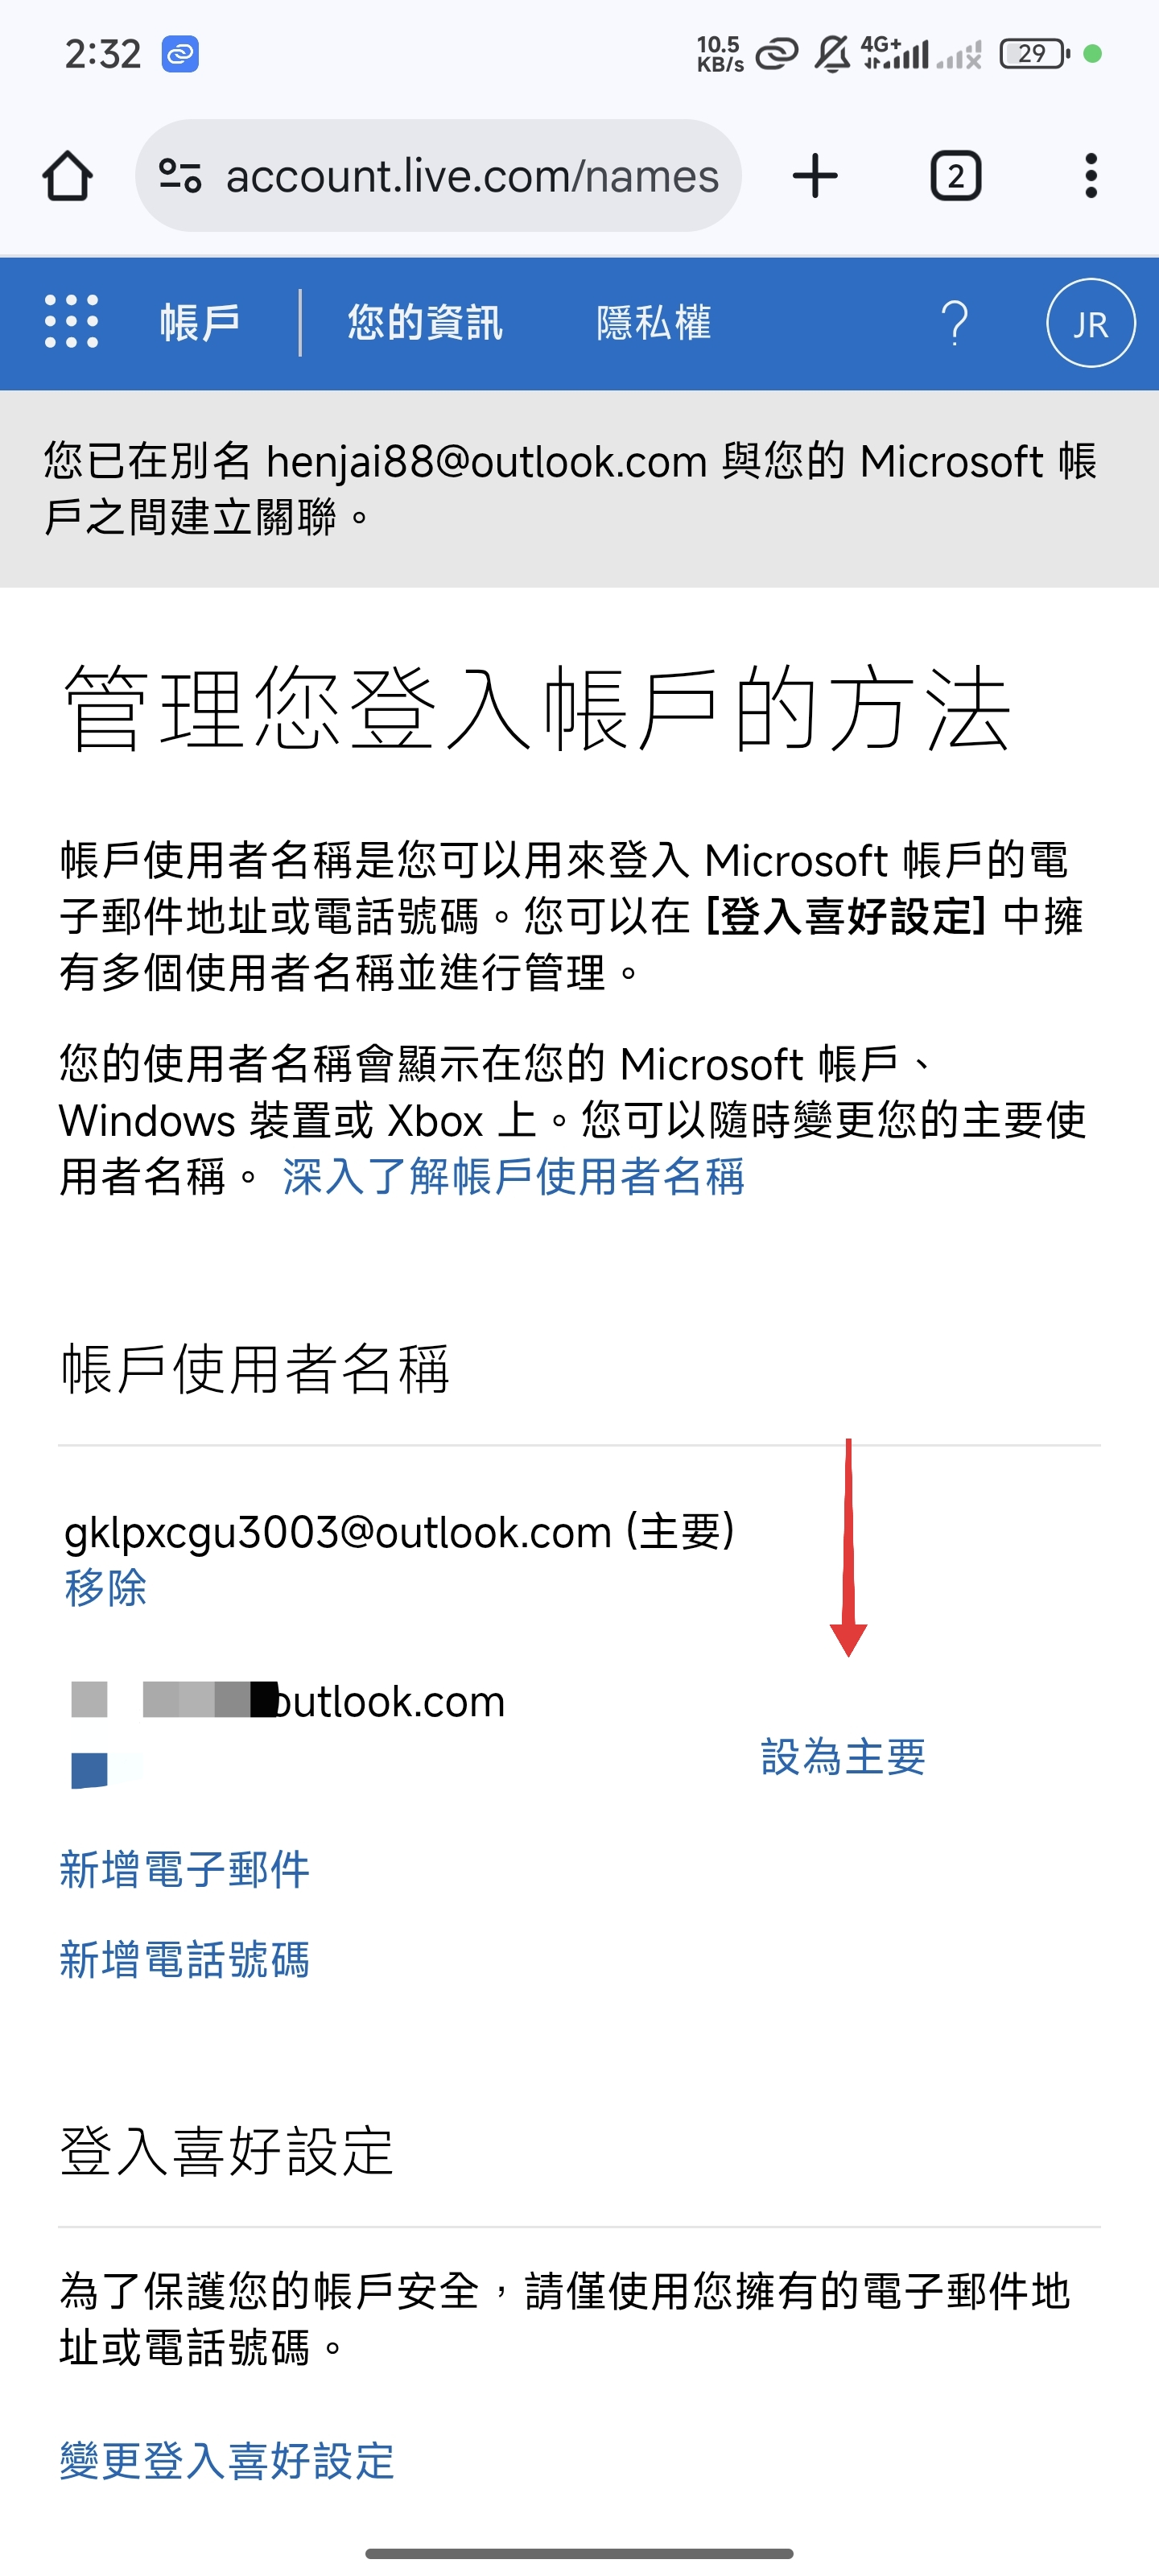 2:32
10.5
KB/s
4G+
29
account.live.com/names
2
帳戶
您的資訊
隱私權
?
JR
您已在別名 henjai88@outlook.com 與您的 Microsoft 帳
戶之間建立關聯。
管理您登入帳戶的方法
帳戶使用者名稱是您可以用來登入 Microsoft 帳戶的電
子郵件地址或電話號碼。您可以在 [登入喜好設定] 中擁
有多個使用者名稱並進行管理。
您的使用者名稱會顯示在您的 Microsoft 帳戶、
Windows 裝置或 Xbox 上。您可以隨時變更您的主要使
用者名稱。 深入了解帳戶使用者名稱
帳戶使用者名稱
gklpxcgu3003@outlook.com (主要)
移除
outlook.com
設為主要
新增電子郵件
新增電話號碼
登入喜好設定
為了保護您的帳戶安全，請僅使用您擁有的電子郵件地
址或電話號碼。
變更登入喜好設定